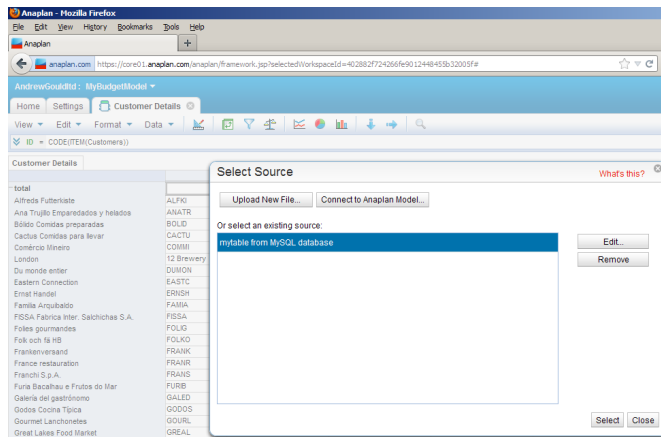 Anaplan - Mozilla Firefox
File Edit View History Bookmarks Tools Help
Anaplan
+
anaplan.com https://core01.anaplan.com/anaplan/framework.jsp?selectedWorkspaceId=402882f724266fe9012448455b32005f#
AndrewGouldltd : MyBudgetModel
Home Settings Customer Details
View Edit Format Data
ID = CODE(ITEM(Customers))
Customer Details
total
Alfreds Futterkiste ALFKI
Ana Trujillo Emparedados y helados ANATR
Bólido Comidas preparadas BOLID
Cactus Comidas para llevar CACTU
Comércio Mineiro COMMI
London 12 Brewery
Du monde entier DUMON
Eastern Connection EASTC
Ernst Handel ERNSH
Familia Arquibaldo FAMIA
FISSA Fabrica Inter. Salchichas S.A. FISSA
Folies gourmandes FOLIG
Folk och fä HB FOLKO
Frankenversand FRANK
France restauration FRANR
Franchi S.p.A. FRANS
Furia Bacalhau e Frutos do Mar FURIB
Galería del gastrónomo GALED
Godos Cocina Típica GODOS
Gourmet Lanchonetes GOURL
Great Lakes Food Market GREAL
Select Source
What's this?
Upload New File... Connect to Anaplan Model...
Or select an existing source:
mytable from MySQL database
Edit...
Remove
Select Close